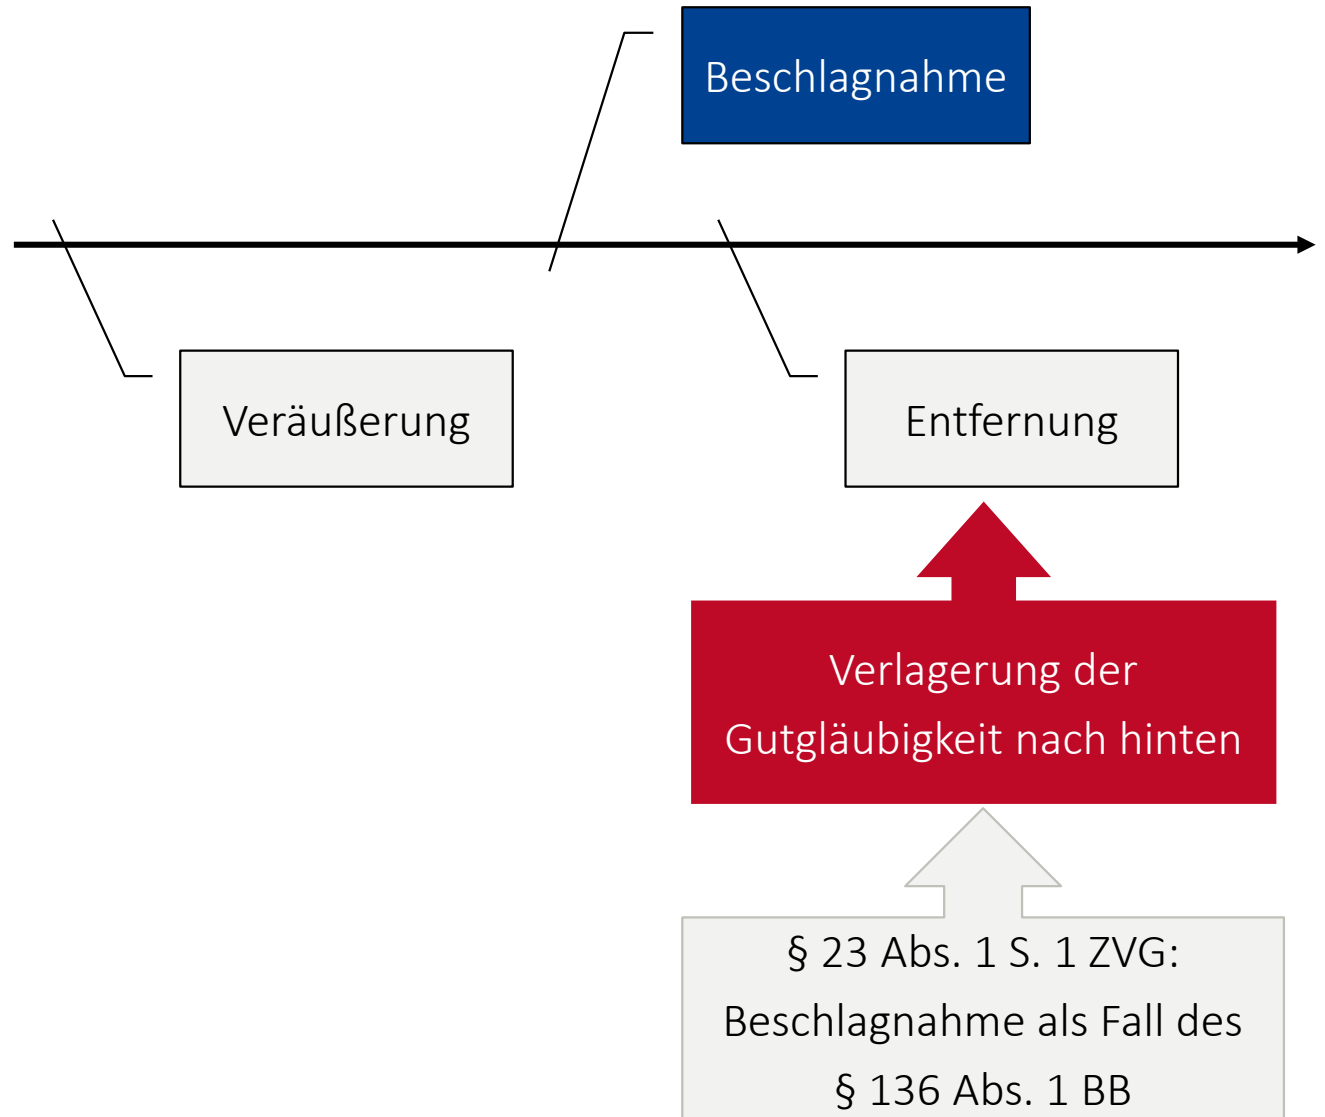 Beschlagnahme
Veräußerung
Entfernung
Verlagerung der
Gutgläubigkeit nach hinten
§ 23 Abs. 1 S. 1 ZVG:
Beschlagnahme als Fall des
§ 136 Abs. 1 BB